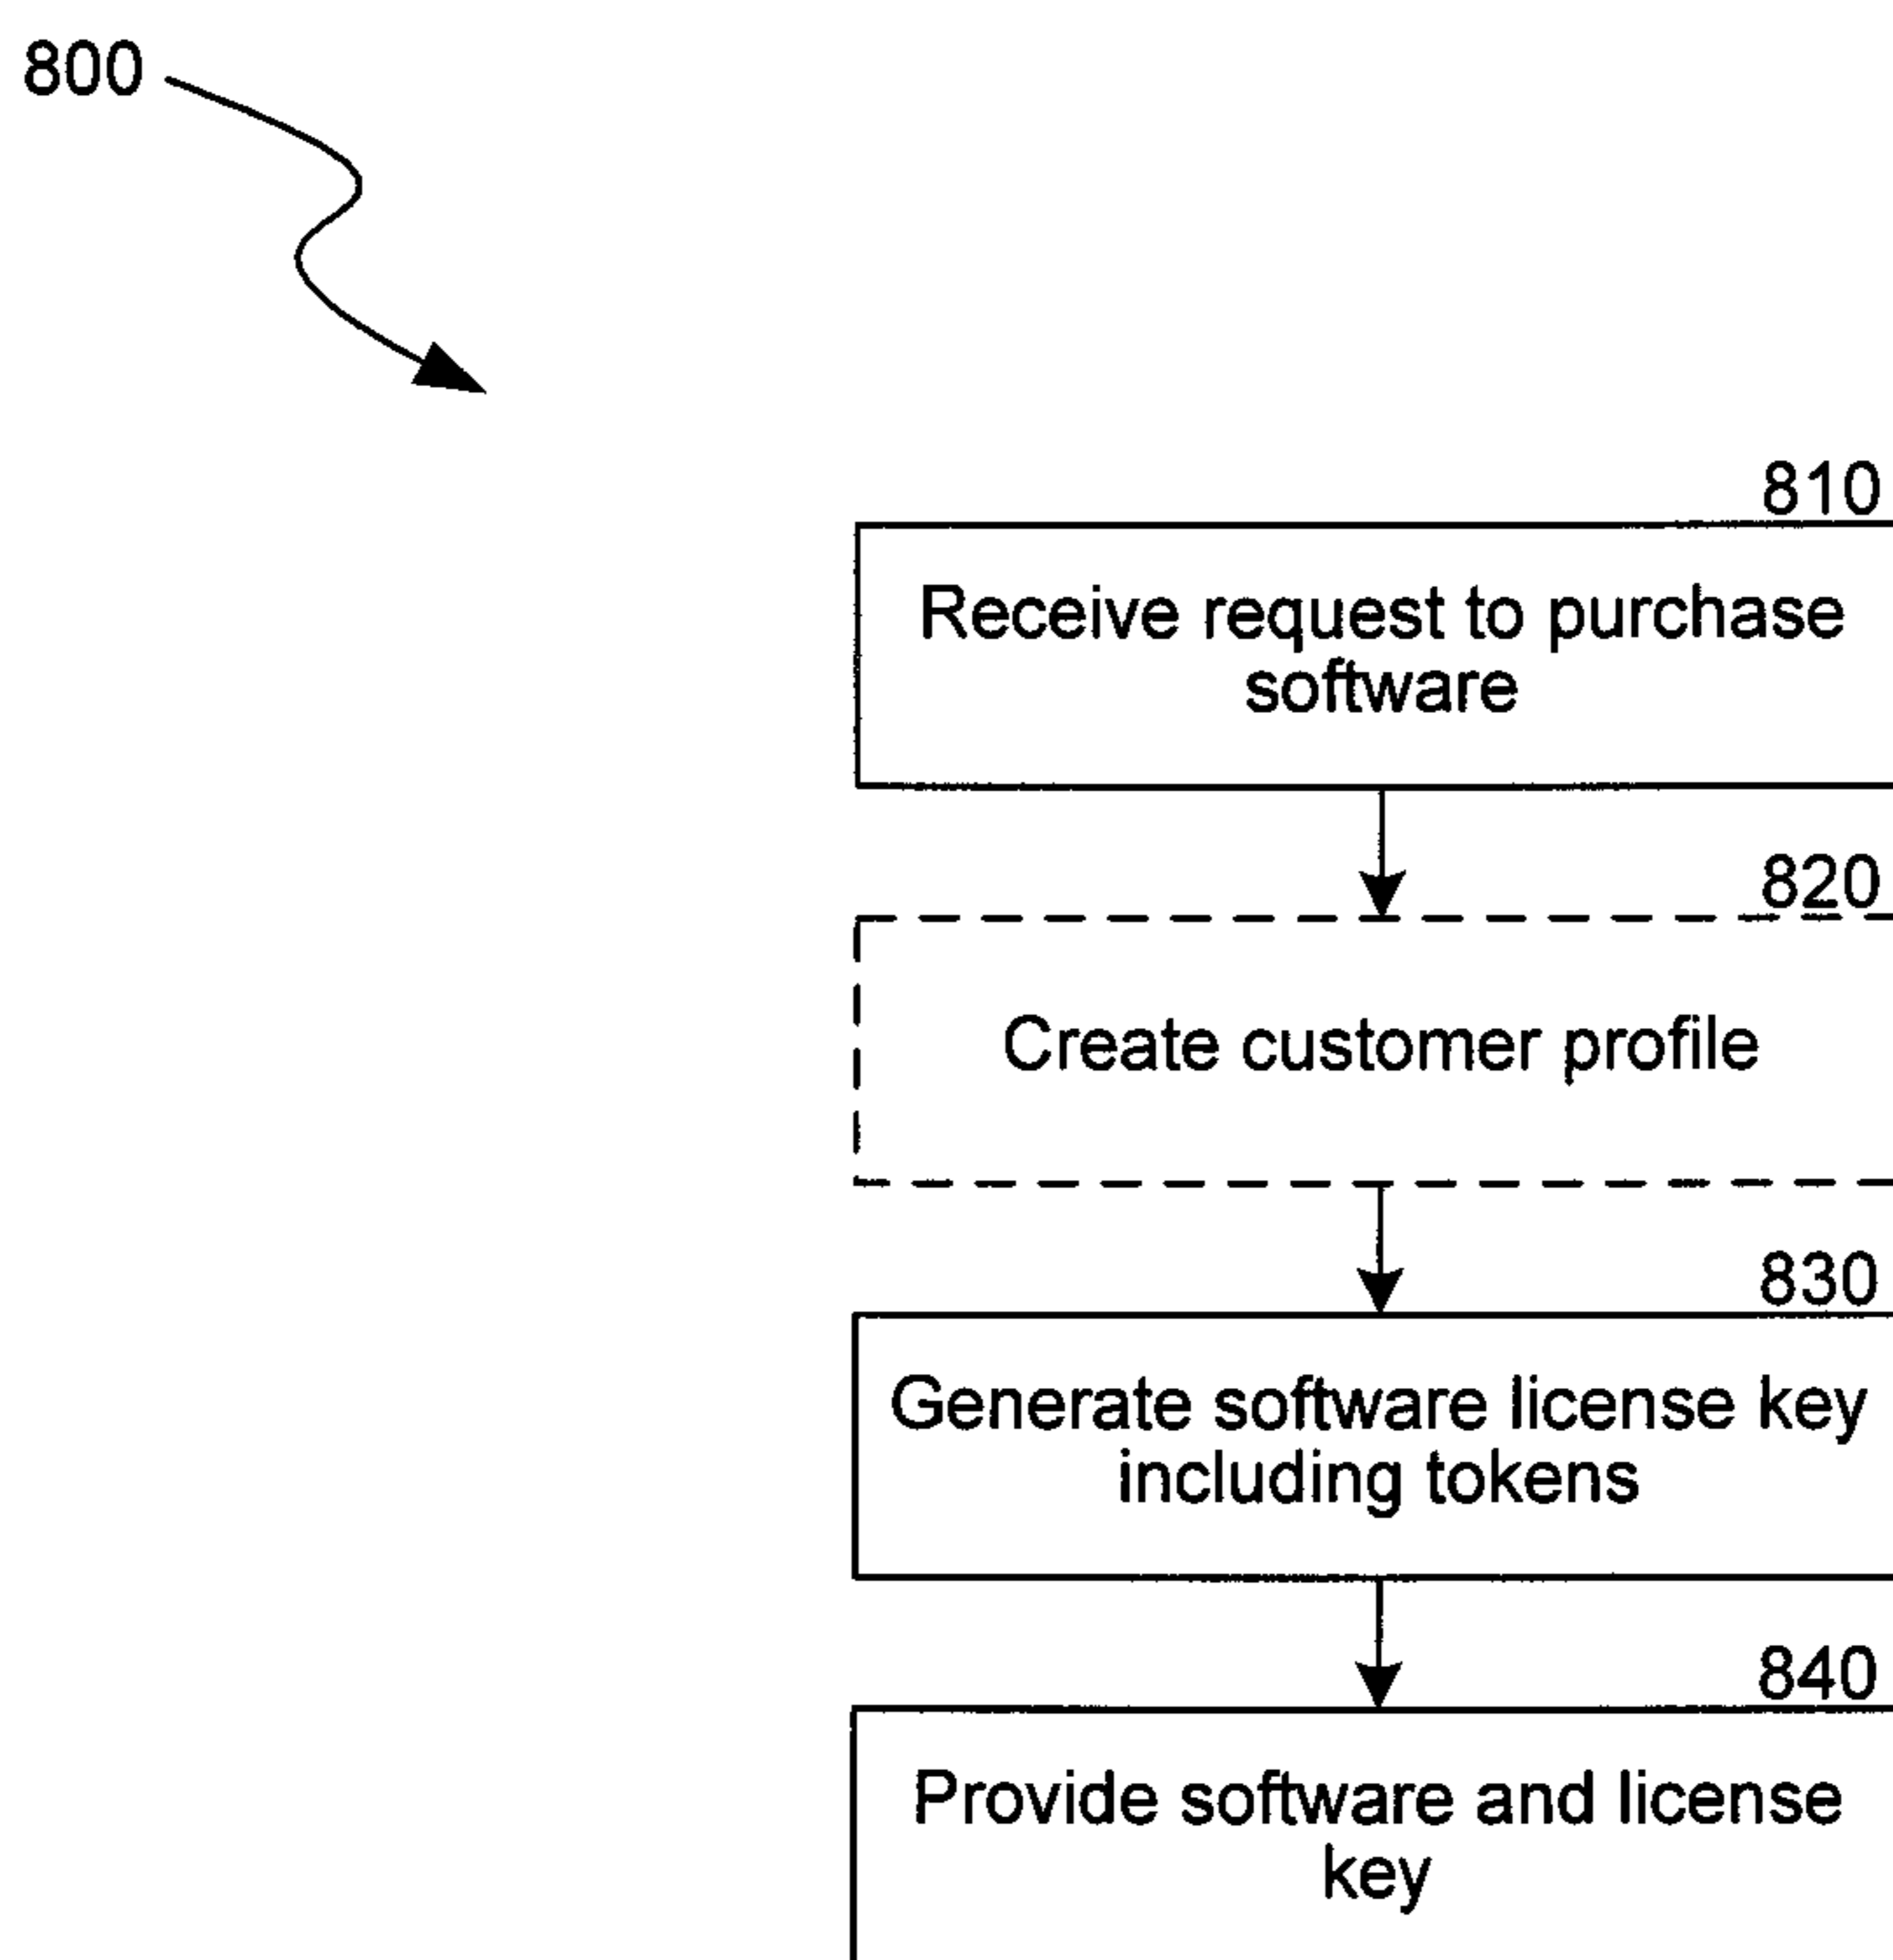 800
810
Receive request to purchase
software
820
Create customer profile
830
Generate software license key
including tokens
840
Provide software and license
key